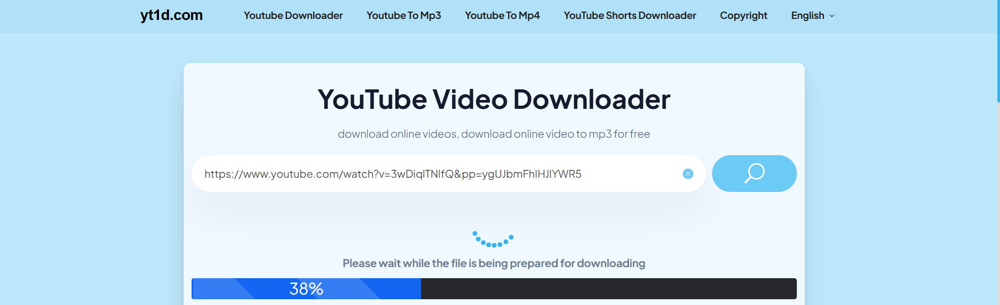 yt1d.com Youtube Downloader Youtube To Mp3 Youtube To Mp4 YouTube Shorts Downloader Copyright English
YouTube Video Downloader
download online videos, download online video to mp3 for free
https://www.youtube.com/watch?v=3wDiqlTNlfQ&pp=ygUJbmFhIHJlYWR5
Please wait while the file is being prepared for downloading
38%